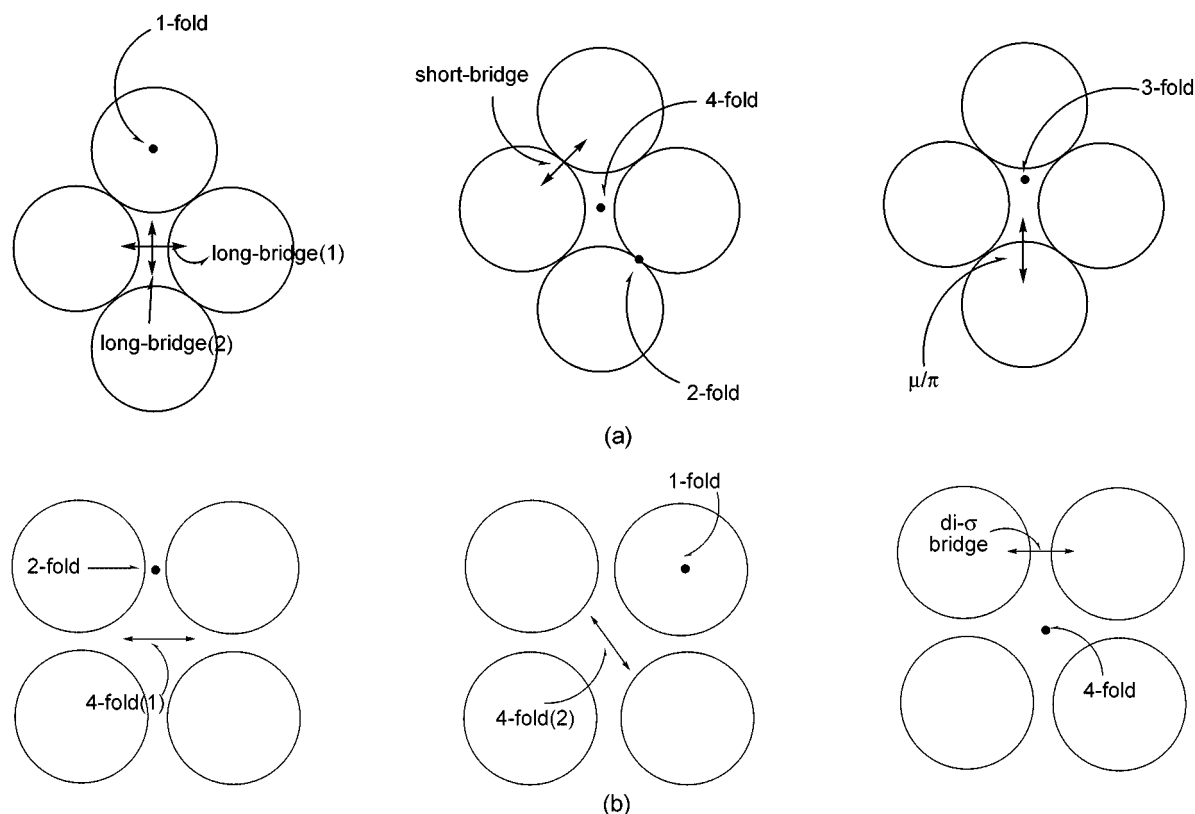 1-fold
long-bridge(1)
long-bridge(2)
short-bridge
4-fold
2-fold
3-fold
μ/π
(a)
2-fold
4-fold(1)
1-fold
4-fold(2)
di-σ
bridge
4-fold
(b)